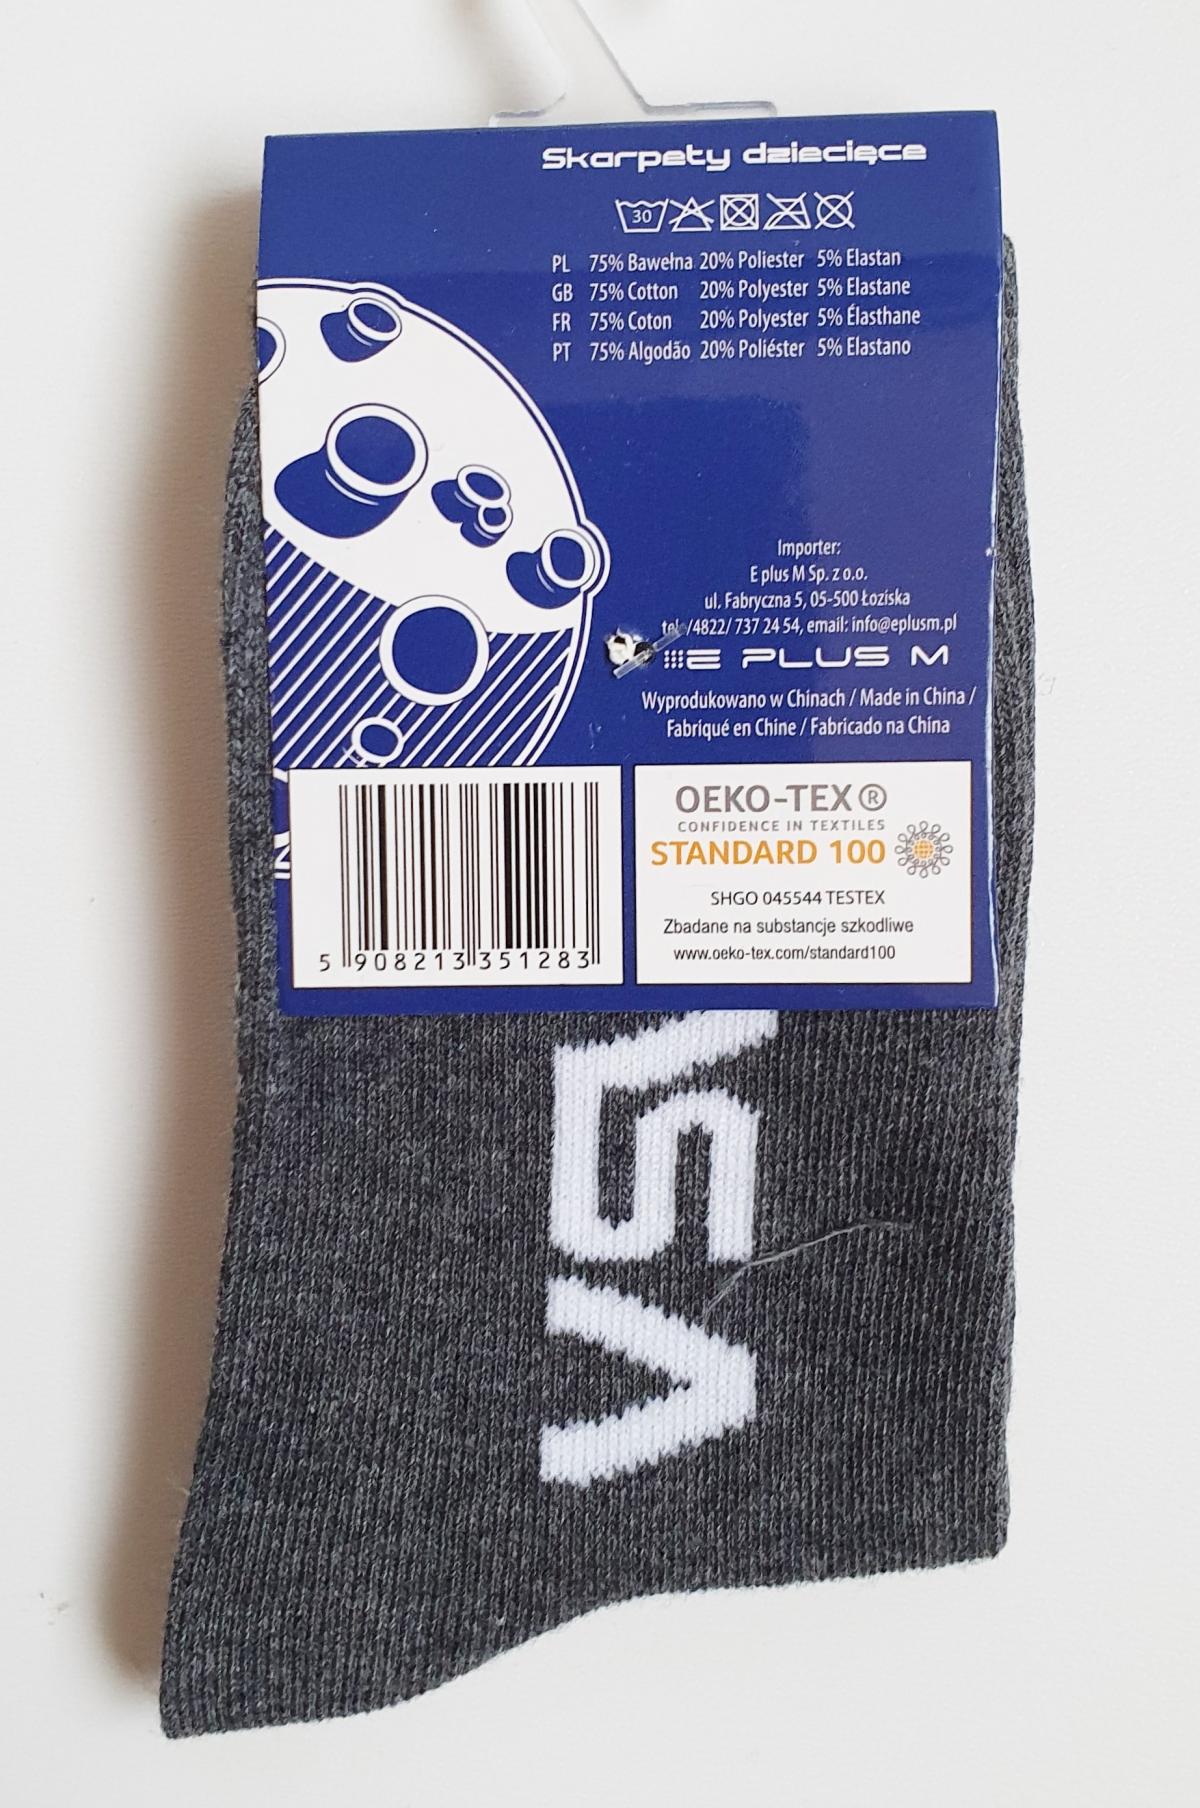 Skarpety dziecięce
30
PL 75% Bawełna 20% Poliester 5% Elastan
GB 75% Cotton 20% Polyester 5% Elastane
FR 75% Coton 20% Polyester 5% Élasthane
PT 75% Algodão 20% Poliéster 5% Elastano
Importer:
E plus M Sp. z o.o.
ul. Fabryczna 5, 05-500 Łoziska
tel. /4822/ 737 24 54, email: info@eplusm.pl
E PLUS M
Wyprodukowano w Chinach / Made in China /
Fabriqué en Chine / Fabricado na China
5 908213 351283
OEKO-TEX®
CONFIDENCE IN TEXTILES
STANDARD 100
SHGO 045544 TESTEX
Zbadane na substancje szkodliwe
www.oeko-tex.com/standard100